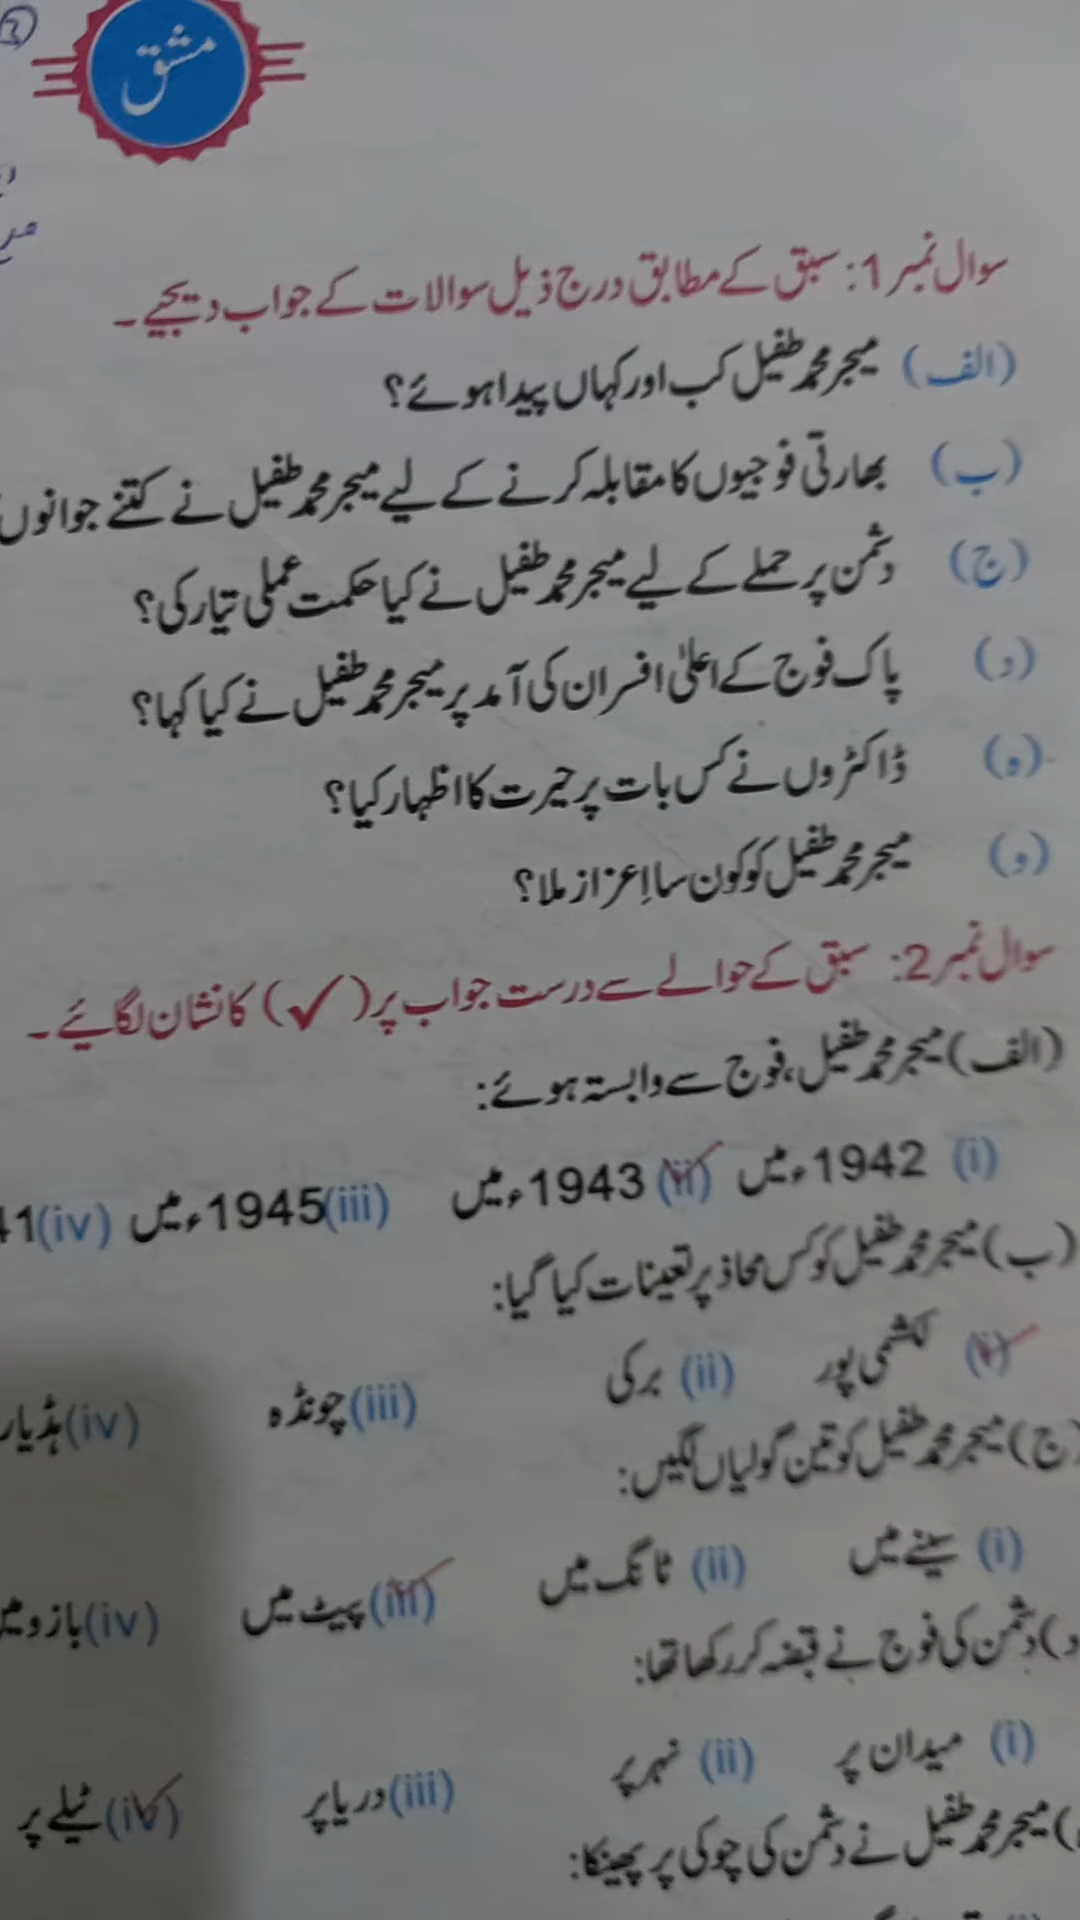 مشق
سوال نمبر 1: سبق کے مطابق درج ذیل سوالات کے جواب دیجیے۔
(الف) میجر محمد طفیل کب اور کہاں پیدا ہوئے؟
(ب) بھارتی فوجیوں کا مقابلہ کرنے کے لیے میجر محمد طفیل نے کتنے جوانوں
(ج) دشمن پر حملے کے لیے میجر محمد طفیل نے کیا حکمت عملی تیار کی؟
(د) پاک فوج کے اعلیٰ افسران کی آمد پر میجر محمد طفیل نے کیا کہا؟
(ہ) ڈاکٹروں نے کس بات پر حیرت کا اظہار کیا؟
(و) میجر محمد طفیل کو کون سا اِعزاز ملا؟
سوال نمبر 2: سبق کے حوالے سے درست جواب پر (✓) کا نشان لگائیے۔
(الف) میجر محمد طفیل، فوج سے وابستہ ہوئے:
(i) 1942ء میں (ii) 1943ء میں (iii) 1945ء میں (iv) 41
(ب) میجر محمد طفیل کو کس محاذ پر تعینات کیا گیا:
(i) لکشمی پور (ii) برکی (iii) چونڈہ (iv) ہڈیار
(ج) میجر محمد طفیل کو تین گولیاں لگیں:
(i) سینے میں (ii) ٹانگ میں (iii) پیٹ میں (iv) بازو میں
د) دشمن کی فوج نے قبضہ کر رکھا تھا:
(i) میدان پر (ii) نہر پر (iii) دریا پر (iv) ٹیلے پر
) میجر محمد طفیل نے دشمن کی چوکی پر پھینکا: